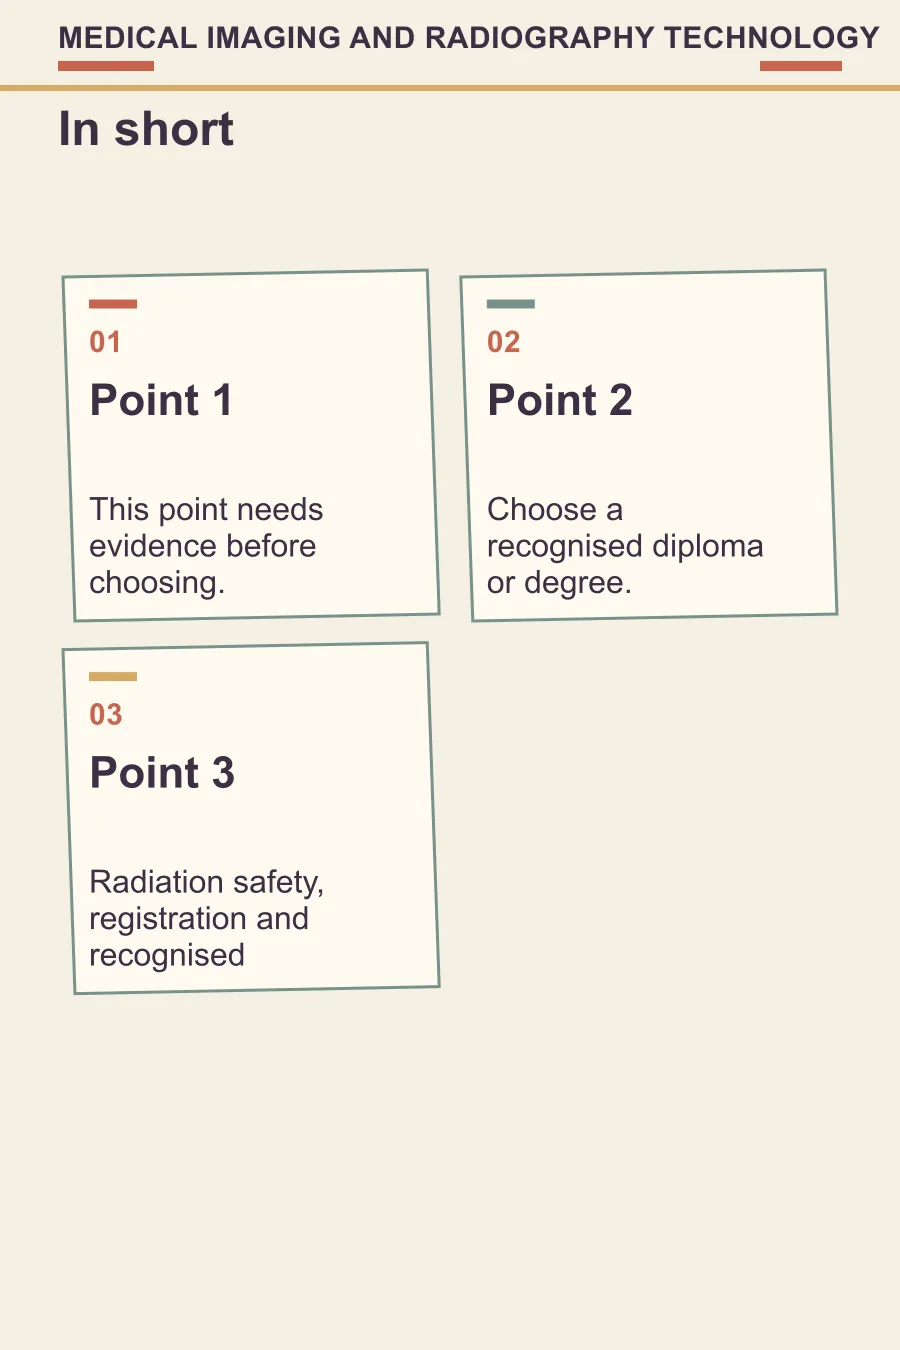 MEDICAL IMAGING AND RADIOGRAPHY TECHNOLOGY
In short
01
Point 1
This point needs
evidence before
choosing.
02
Point 2
Choose a
recognised diploma
or degree.
03
Point 3
Radiation safety,
registration and
recognised